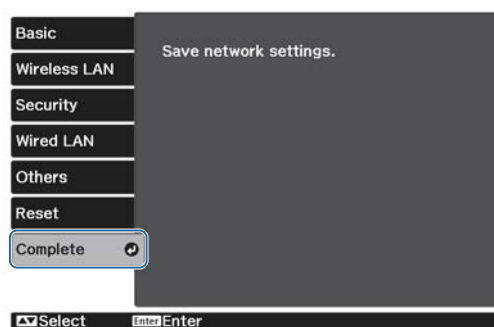 Basic
Wireless LAN
Security
Wired LAN
Others
Reset
Complete
Save network settings.
Select Enter Enter